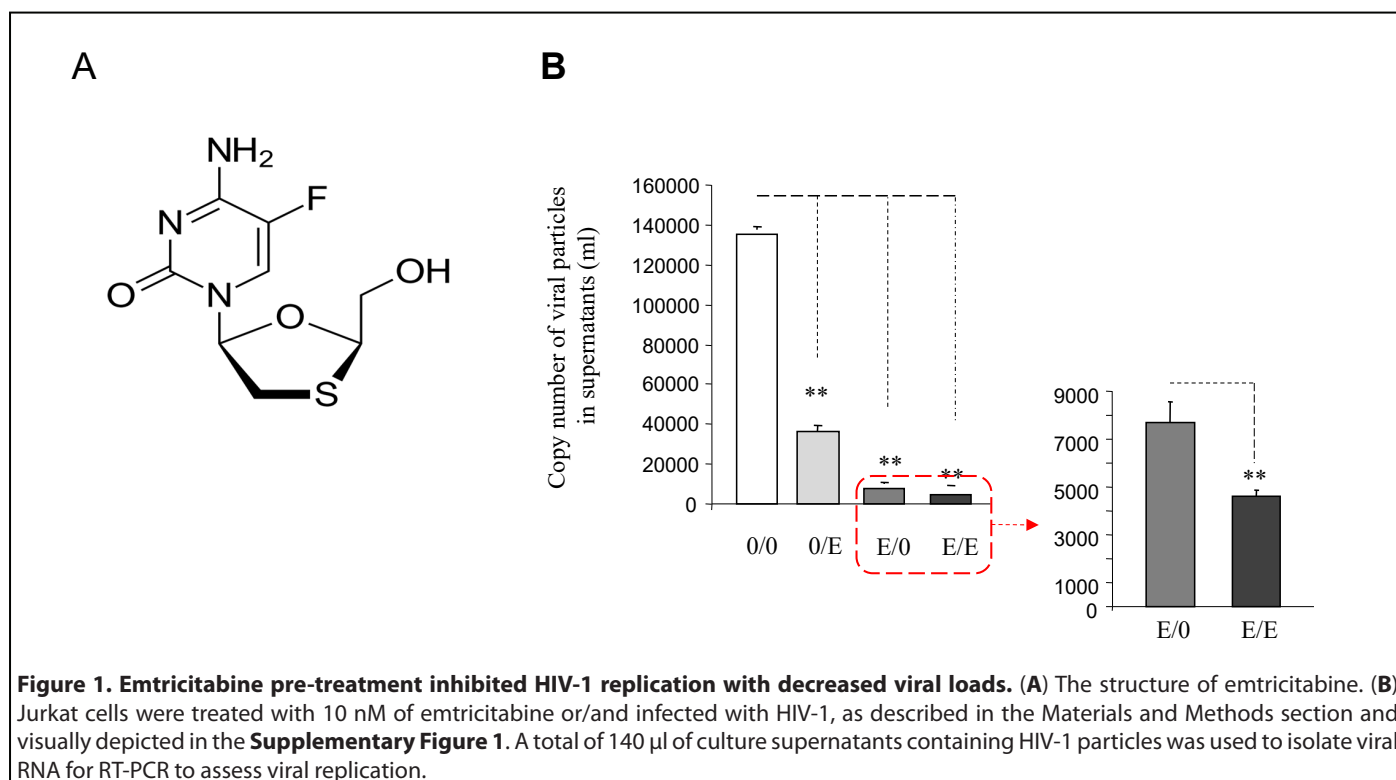 A
B
NH2
F
N
O
N
O
OH
S
Copy number of viral particles
in supernatants (ml)
160000
140000
120000
100000
80000
60000
40000
20000
0
**
**
**
0/0 0/E E/0 E/E
9000
7000
5000
3000
1000
0
**
E/0 E/E
Figure 1. Emtricitabine pre-treatment inhibited HIV-1 replication with decreased viral loads. (A) The structure of emtricitabine. (B)
Jurkat cells were treated with 10 nM of emtricitabine or/and infected with HIV-1, as described in the Materials and Methods section and
visually depicted in the Supplementary Figure 1. A total of 140 μl of culture supernatants containing HIV-1 particles was used to isolate viral
RNA for RT-PCR to assess viral replication.